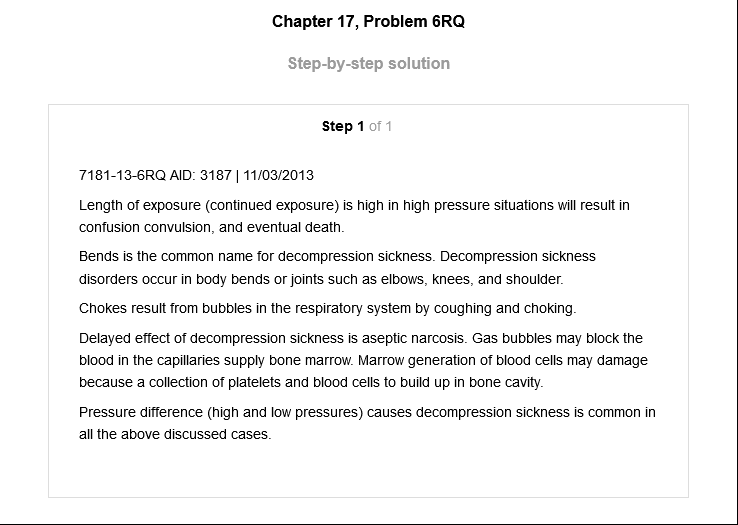 Chapter 17, Problem 6RQ
Step-by-step solution
Step 1 of 1
7181-13-6RQ AID: 3187 | 11/03/2013
Length of exposure (continued exposure) is high in high pressure situations will result in
confusion convulsion, and eventual death.
Bends is the common name for decompression sickness. Decompression sickness
disorders occur in body bends or joints such as elbows, knees, and shoulder.
Chokes result from bubbles in the respiratory system by coughing and choking.
Delayed effect of decompression sickness is aseptic narcosis. Gas bubbles may block the
blood in the capillaries supply bone marrow. Marrow generation of blood cells may damage
because a collection of platelets and blood cells to build up in bone cavity.
Pressure difference (high and low pressures) causes decompression sickness is common in
all the above discussed cases.